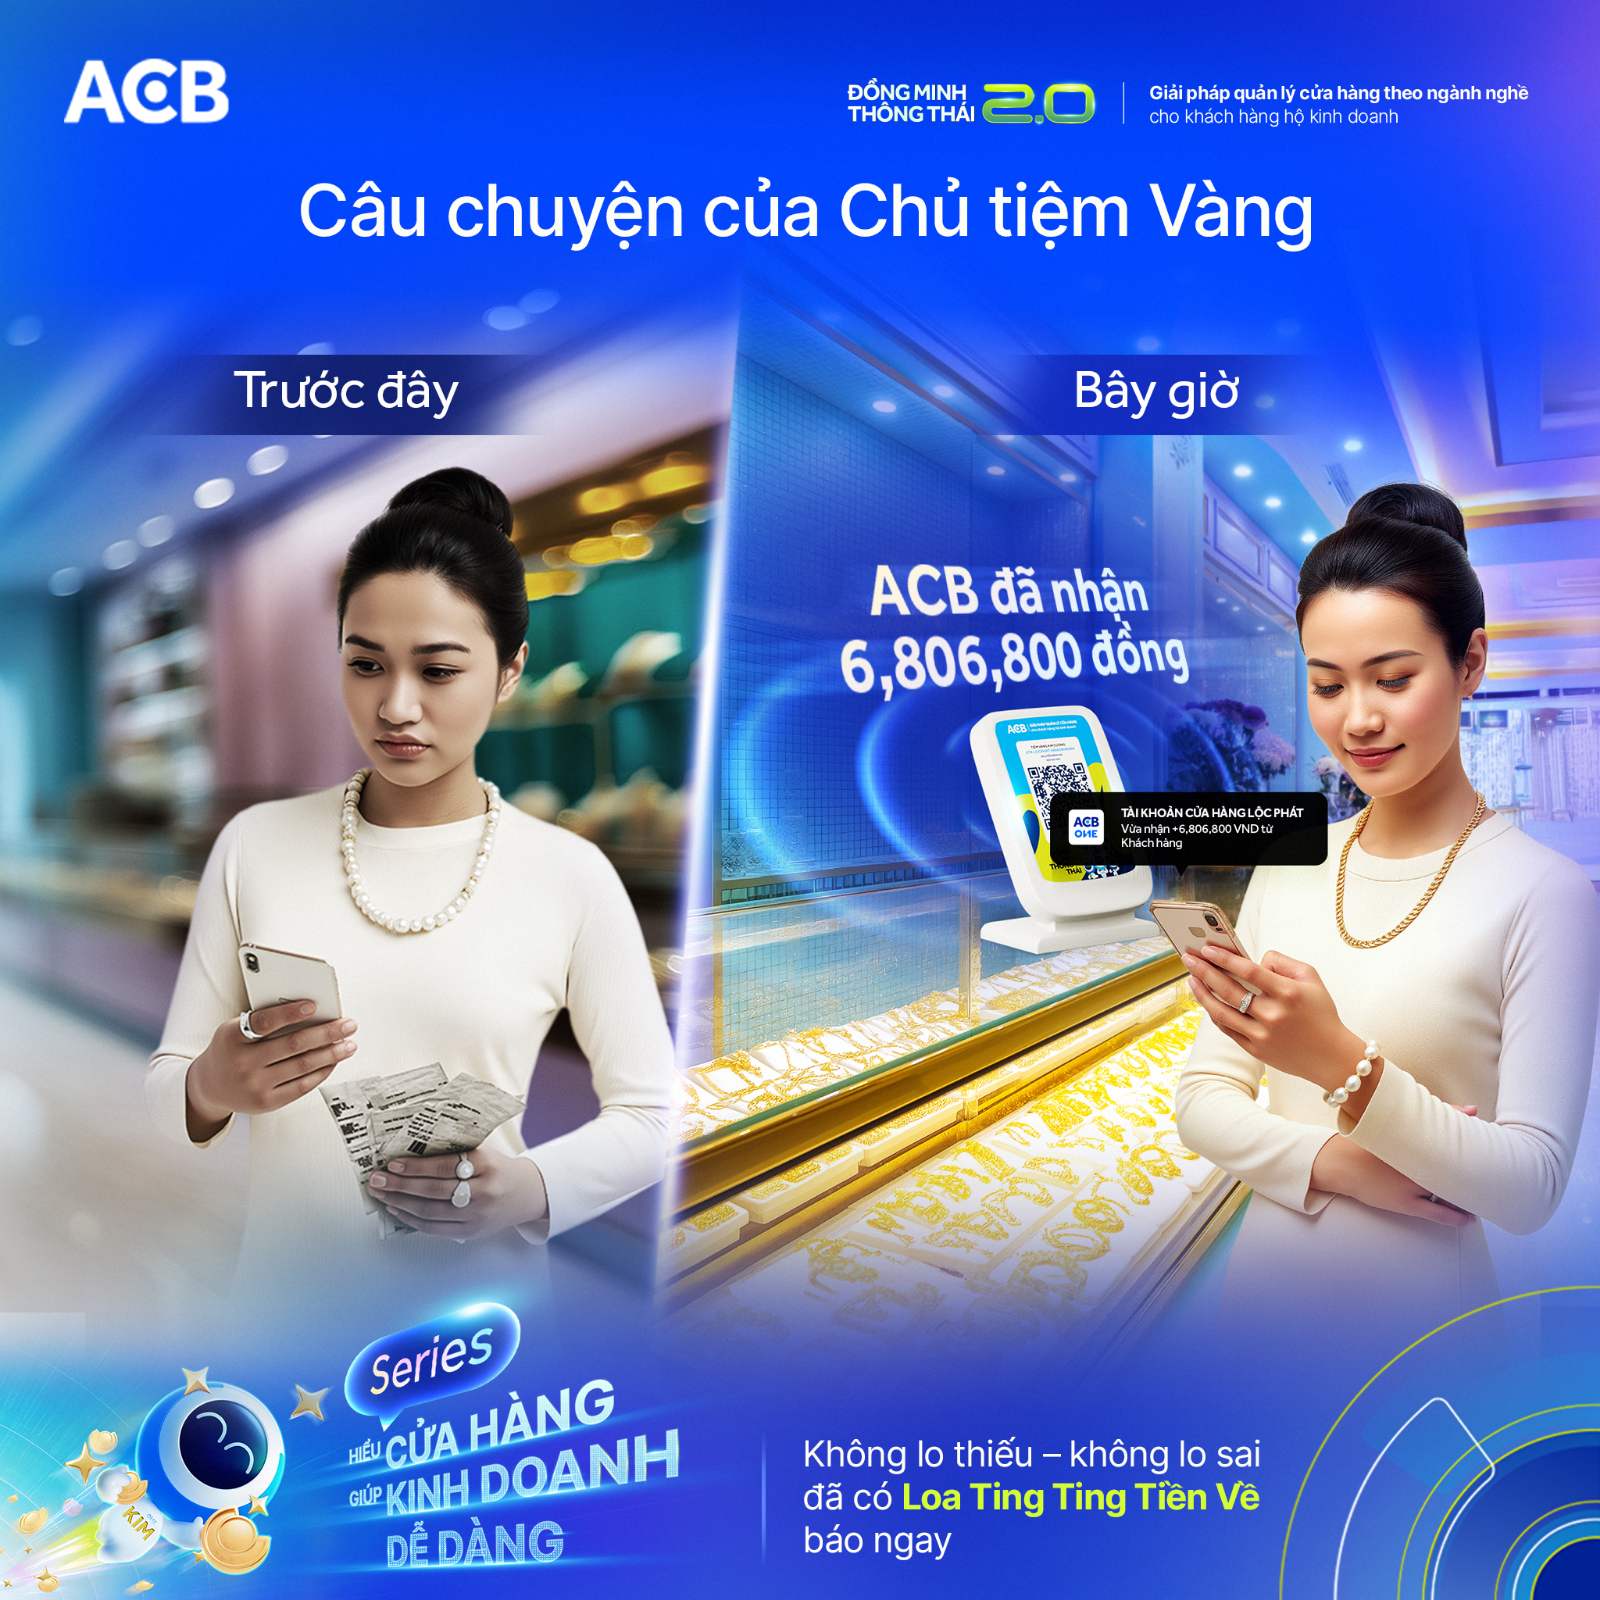 ACB
ĐỒNG MINH
THÔNG THÁI 2.0
Giải pháp quản lý cửa hàng theo ngành nghề
cho khách hàng hộ kinh doanh
Câu chuyện của Chủ tiệm Vàng
Trước đây
Bây giờ
ACB đã nhận
6,806,800 đồng
ACB
ACB
ONE
TÀI KHOẢN CỬA HÀNG LỘC PHÁT
Vừa nhận +6,806,800 VND từ
Khách hàng
THÁI
Series
HIỂU CỬA HÀNG
GIÚP KINH DOANH
DỄ DÀNG
KIM
Không lo thiếu – không lo sai
đã có Loa Ting Ting Tiền Về
báo ngay